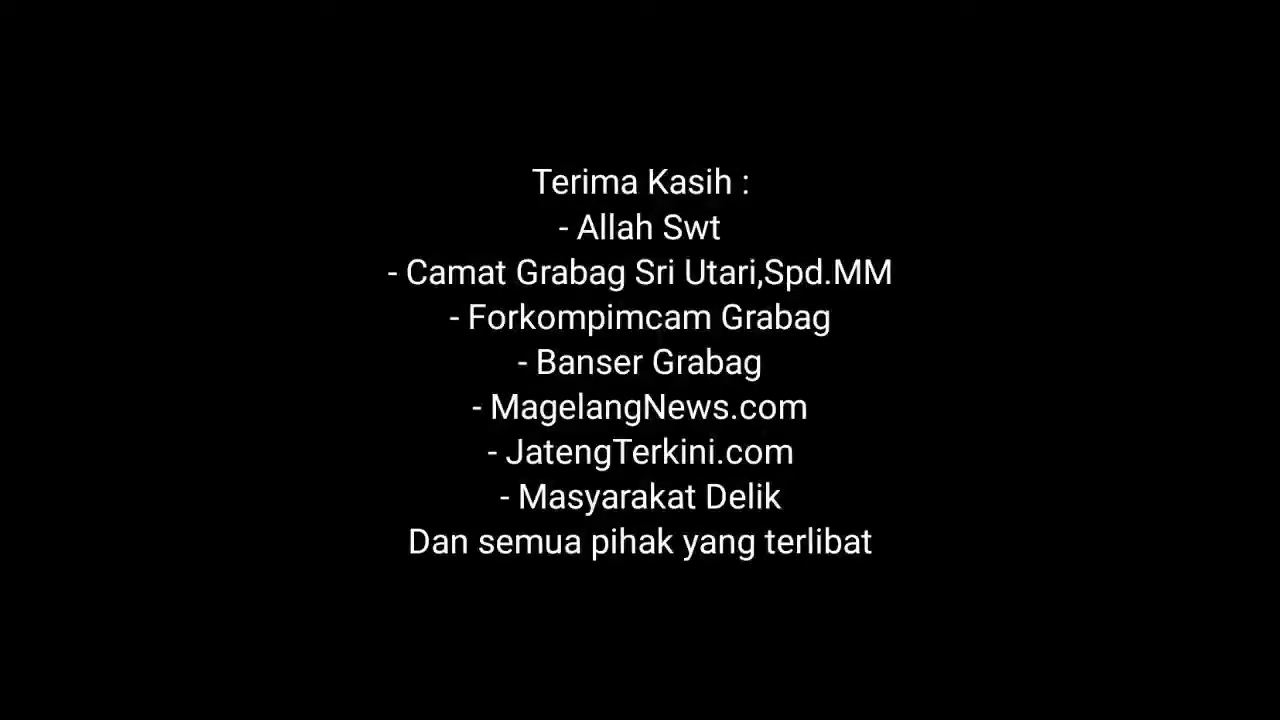 Terima Kasih :
- Allah Swt
- Camat Grabag Sri Utari,Spd.MM
- Forkompimcam Grabag
- Banser Grabag
- MagelangNews.com
- JatengTerkini.com
- Masyarakat Delik
Dan semua pihak yang terlibat